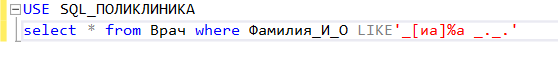 USE SQL_ПОЛИКЛИНИКА
select * from Врач where Фамилия_И_О LIKE'_[иа]%а _._.'